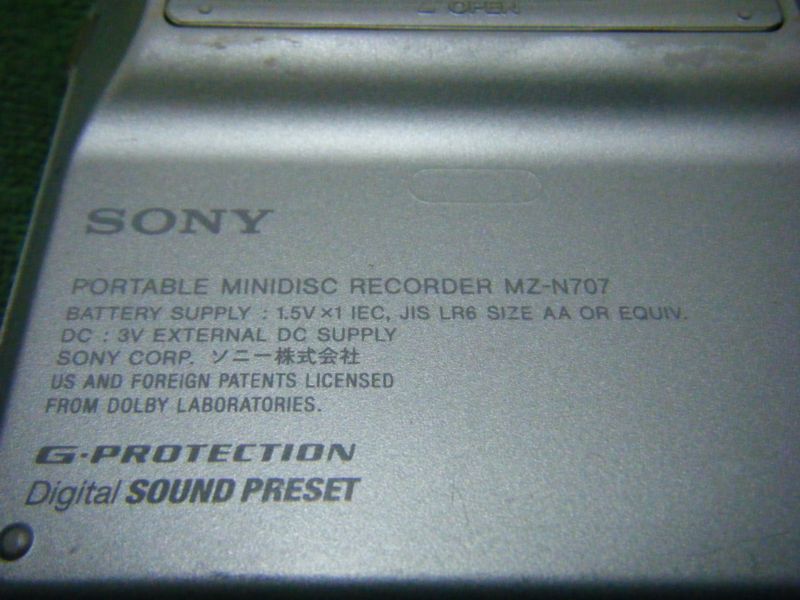 OPEN
SONY
PORTABLE MINIDISC RECORDER MZ-N707
BATTERY SUPPLY : 1.5V×1 IEC, JIS LR6 SIZE AA OR EQUIV.
DC : 3V EXTERNAL DC SUPPLY
SONY CORP. ソニー株式会社
US AND FOREIGN PATENTS LICENSED
FROM DOLBY LABORATORIES.
G-PROTECTION
Digital SOUND PRESET